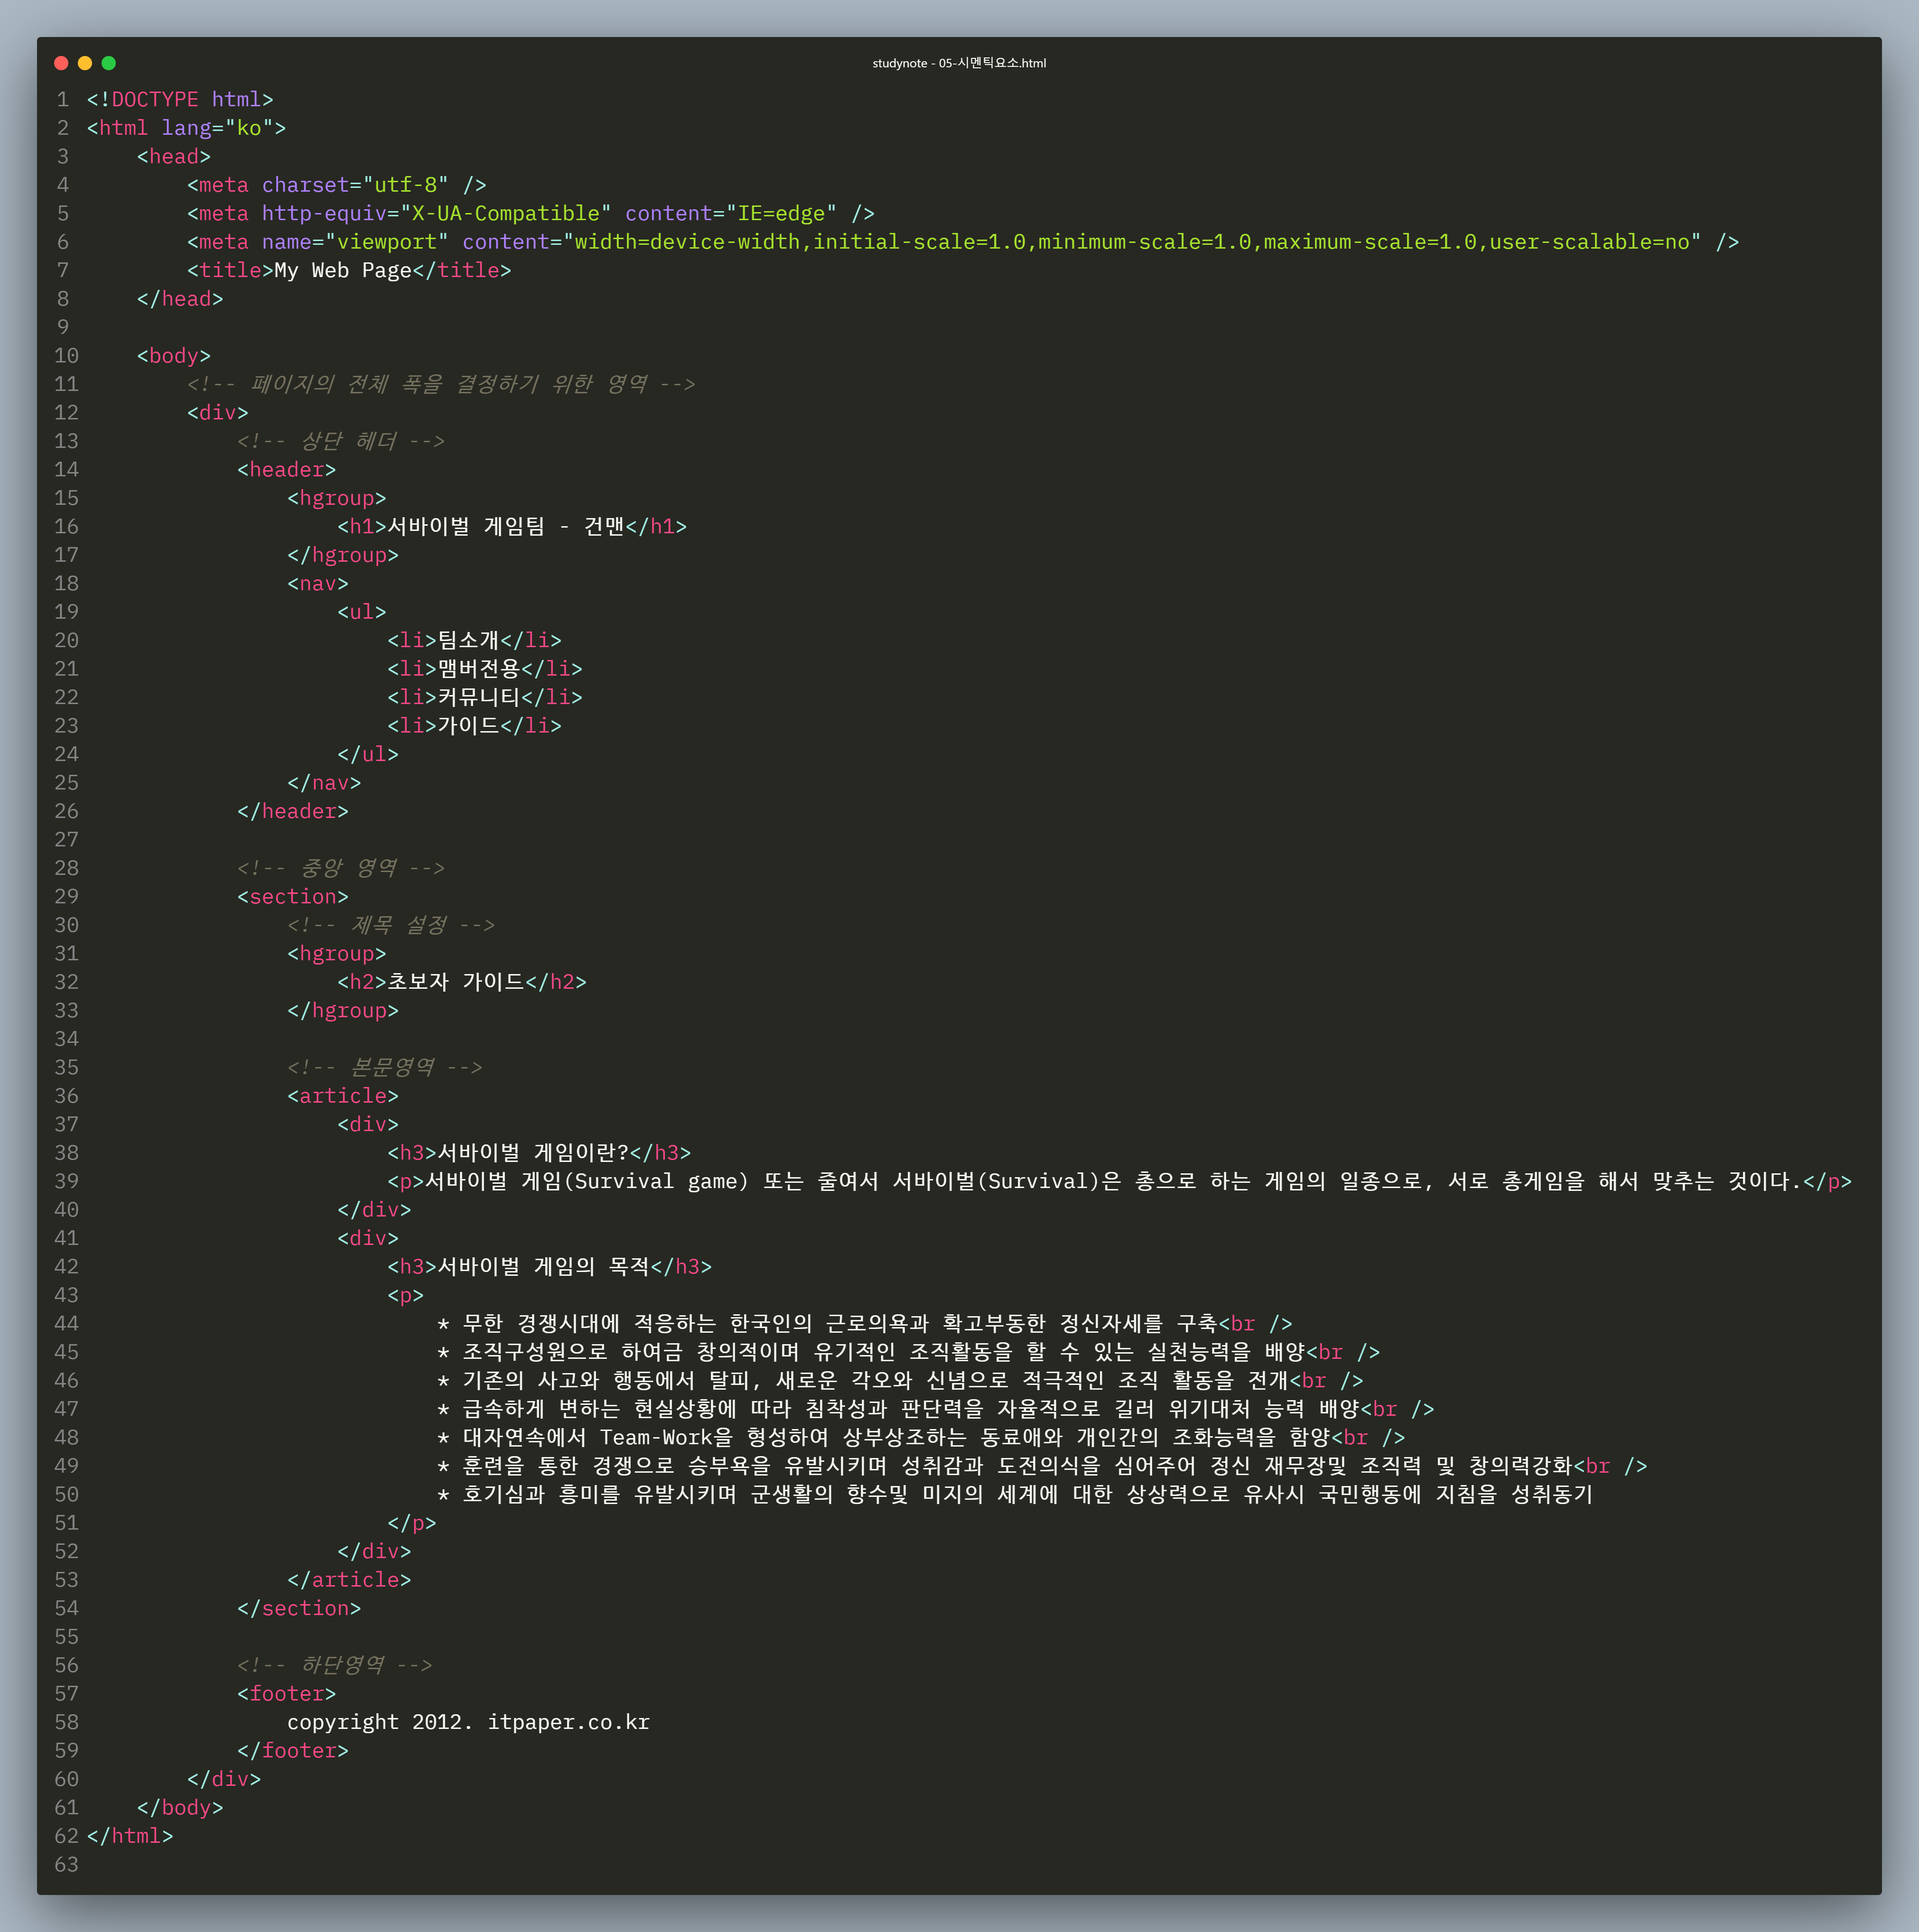 studynote - 05-시멘틱요소.html
1 <!DOCTYPE html>
2 <html lang="ko">
3     <head>
4         <meta charset="utf-8" />
5         <meta http-equiv="X-UA-Compatible" content="IE=edge" />
6         <meta name="viewport" content="width=device-width,initial-scale=1.0,minimum-scale=1.0,maximum-scale=1.0,user-scalable=no" />
7         <title>My Web Page</title>
8     </head>
9
10     <body>
11         <!-- 페이지의 전체 폭을 결정하기 위한 영역 -->
12         <div>
13             <!-- 상단 헤더 -->
14             <header>
15                 <hgroup>
16                     <h1>서바이벌 게임팀 - 건맨</h1>
17                 </hgroup>
18                 <nav>
19                     <ul>
20                         <li>팀소개</li>
21                         <li>맴버전용</li>
22                         <li>커뮤니티</li>
23                         <li>가이드</li>
24                     </ul>
25                 </nav>
26             </header>
27
28             <!-- 중앙 영역 -->
29             <section>
30                 <!-- 제목 설정 -->
31                 <hgroup>
32                     <h2>초보자 가이드</h2>
33                 </hgroup>
34
35                 <!-- 본문영역 -->
36                 <article>
37                     <div>
38                         <h3>서바이벌 게임이란?</h3>
39                         <p>서바이벌 게임(Survival game) 또는 줄여서 서바이벌(Survival)은 총으로 하는 게임의 일종으로, 서로 총게임을 해서 맞추는 것이다.</p>
40                     </div>
41                     <div>
42                         <h3>서바이벌 게임의 목적</h3>
43                         <p>
44                             * 무한 경쟁시대에 적응하는 한국인의 근로의욕과 확고부동한 정신자세를 구축<br />
45                             * 조직구성원으로 하여금 창의적이며 유기적인 조직활동을 할 수 있는 실천능력을 배양<br />
46                             * 기존의 사고와 행동에서 탈피, 새로운 각오와 신념으로 적극적인 조직 활동을 전개<br />
47                             * 급속하게 변하는 현실상황에 따라 침착성과 판단력을 자율적으로 길러 위기대처 능력 배양<br />
48                             * 대자연속에서 Team-Work을 형성하여 상부상조하는 동료애와 개인간의 조화능력을 함양<br />
49                             * 훈련을 통한 경쟁으로 승부욕을 유발시키며 성취감과 도전의식을 심어주어 정신 재무장및 조직력 및 창의력강화<br />
50                             * 호기심과 흥미를 유발시키며 군생활의 향수및 미지의 세계에 대한 상상력으로 유사시 국민행동에 지침을 성취동기
51                         </p>
52                     </div>
53                 </article>
54             </section>
55
56             <!-- 하단영역 -->
57             <footer>
58                 copyright 2012. itpaper.co.kr
59             </footer>
60         </div>
61     </body>
62 </html>
63